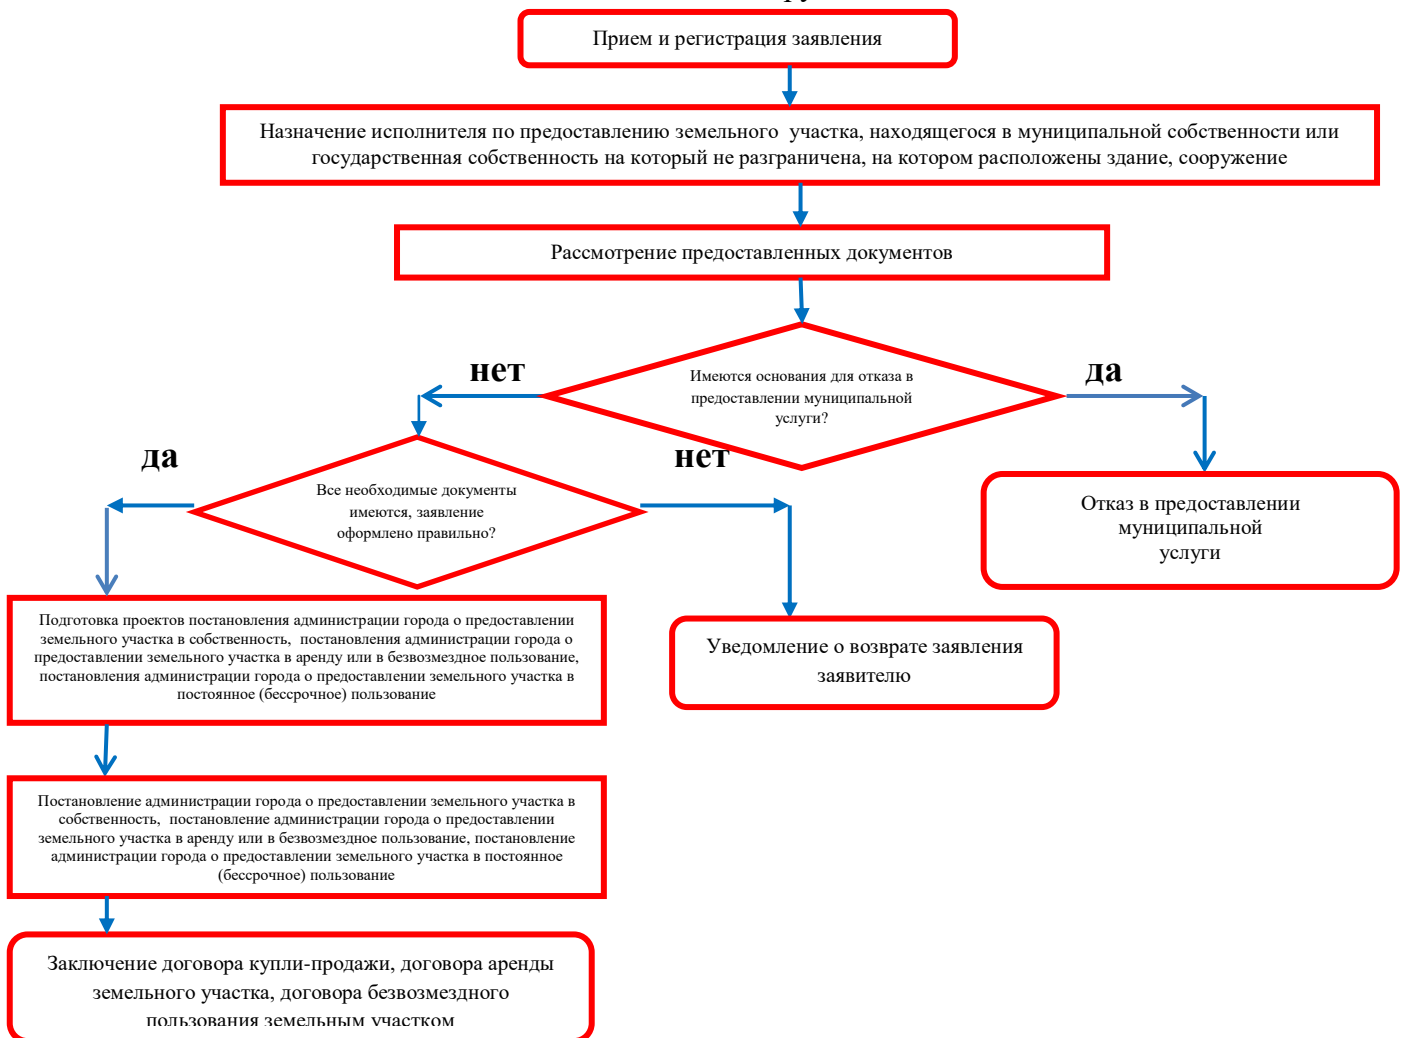 Прием и регистрация заявления
Назначение исполнителя по предоставлению земельного участка, находящегося в муниципальной собственности или
государственная собственность на который не разграничена, на котором расположены здание, сооружение
Рассмотрение предоставленных документов
нет
Имеются основания для отказа в
предоставлении муниципальной
услуги?
да
да
Все необходимые документы
имеются, заявление
оформлено правильно?
нет
Отказ в предоставлении
муниципальной
услуги
Подготовка проектов постановления администрации города о предоставлении
земельного участка в собственность, постановления администрации города о
предоставлении земельного участка в аренду или в безвозмездное пользование,
постановления администрации города о предоставлении земельного участка в
постоянное (бессрочное) пользование
Уведомление о возврате заявления
заявителю
Постановление администрации города о предоставлении земельного участка в
собственность, постановление администрации города о предоставлении
земельного участка в аренду или в безвозмездное пользование, постановление
администрации города о предоставлении земельного участка в постоянное
(бессрочное) пользование
Заключение договора купли-продажи, договора аренды
земельного участка, договора безвозмездного
пользования земельным участком